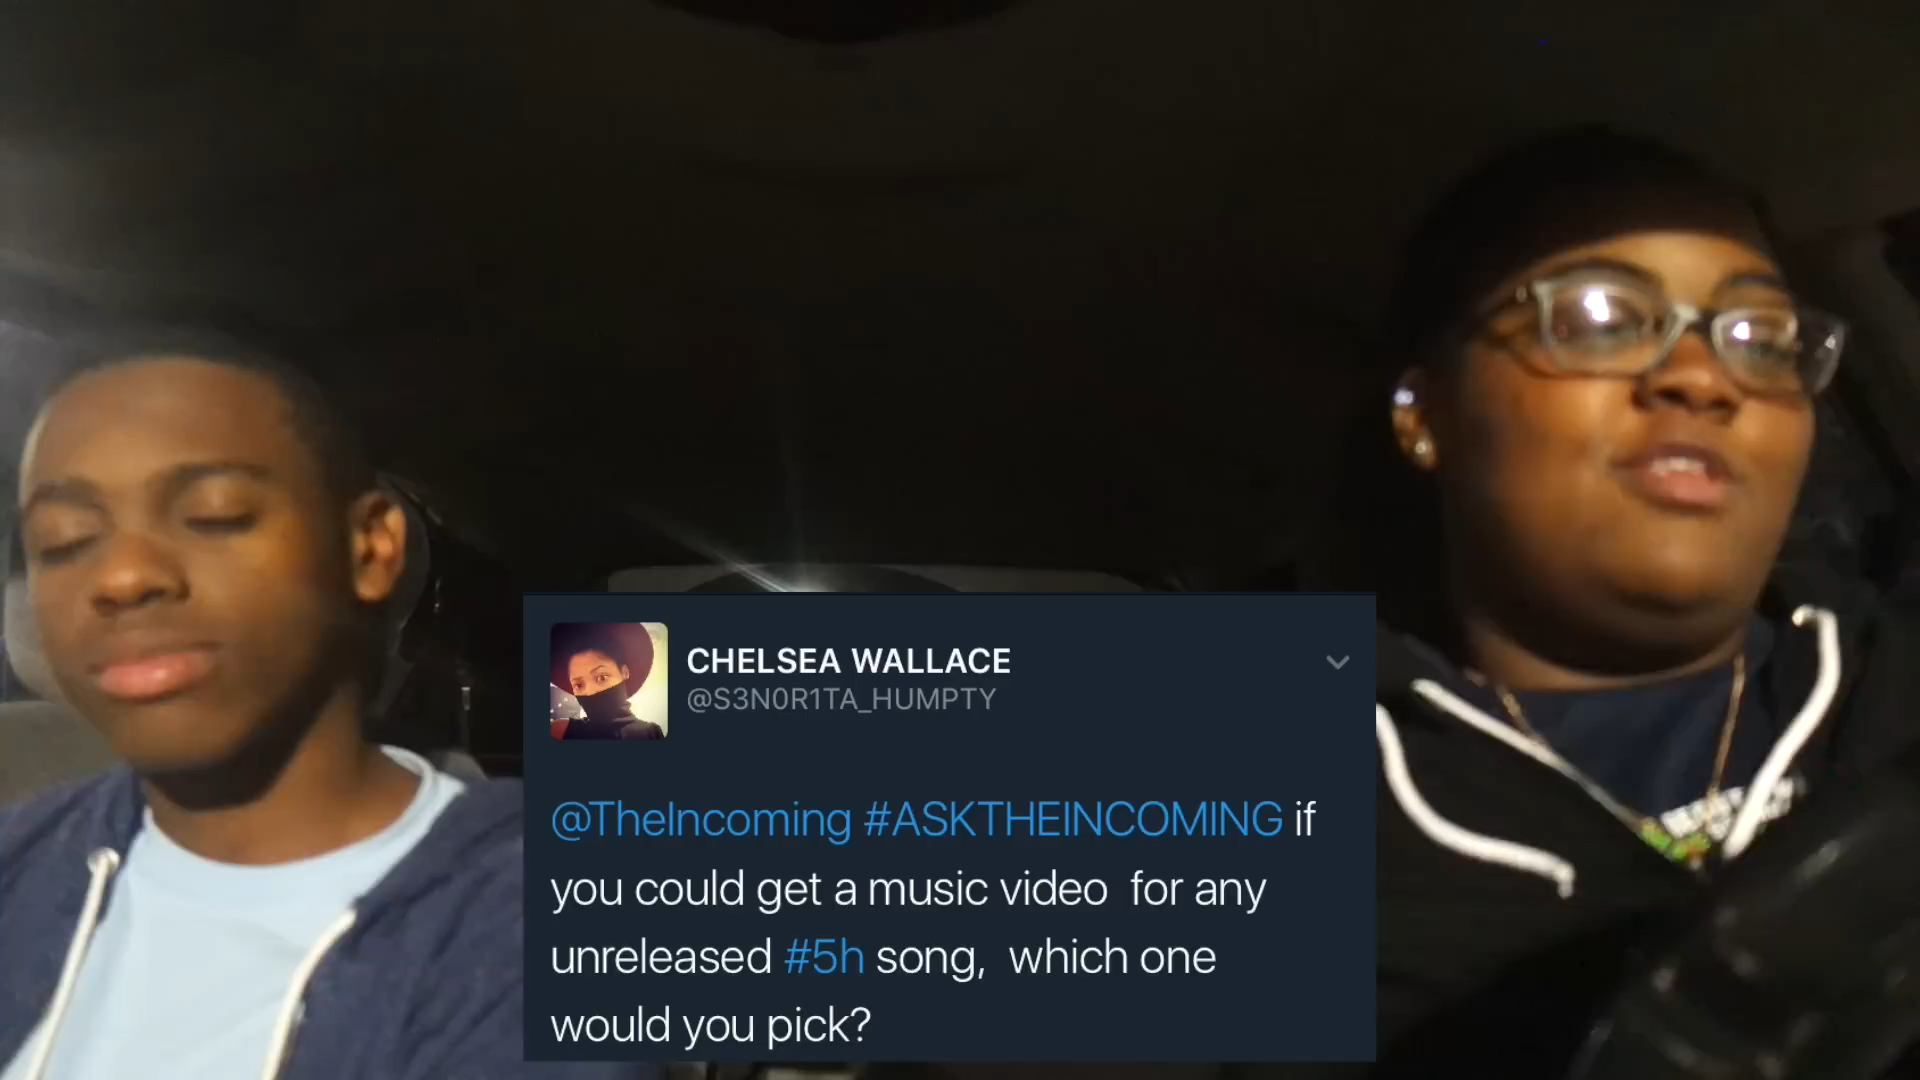 CHELSEA WALLACE
@S3N0R1TA_HUMPTY
@TheIncoming #ASKTHEINCOMING if
you could get a music video for any
unreleased #5h song, which one
would you pick?